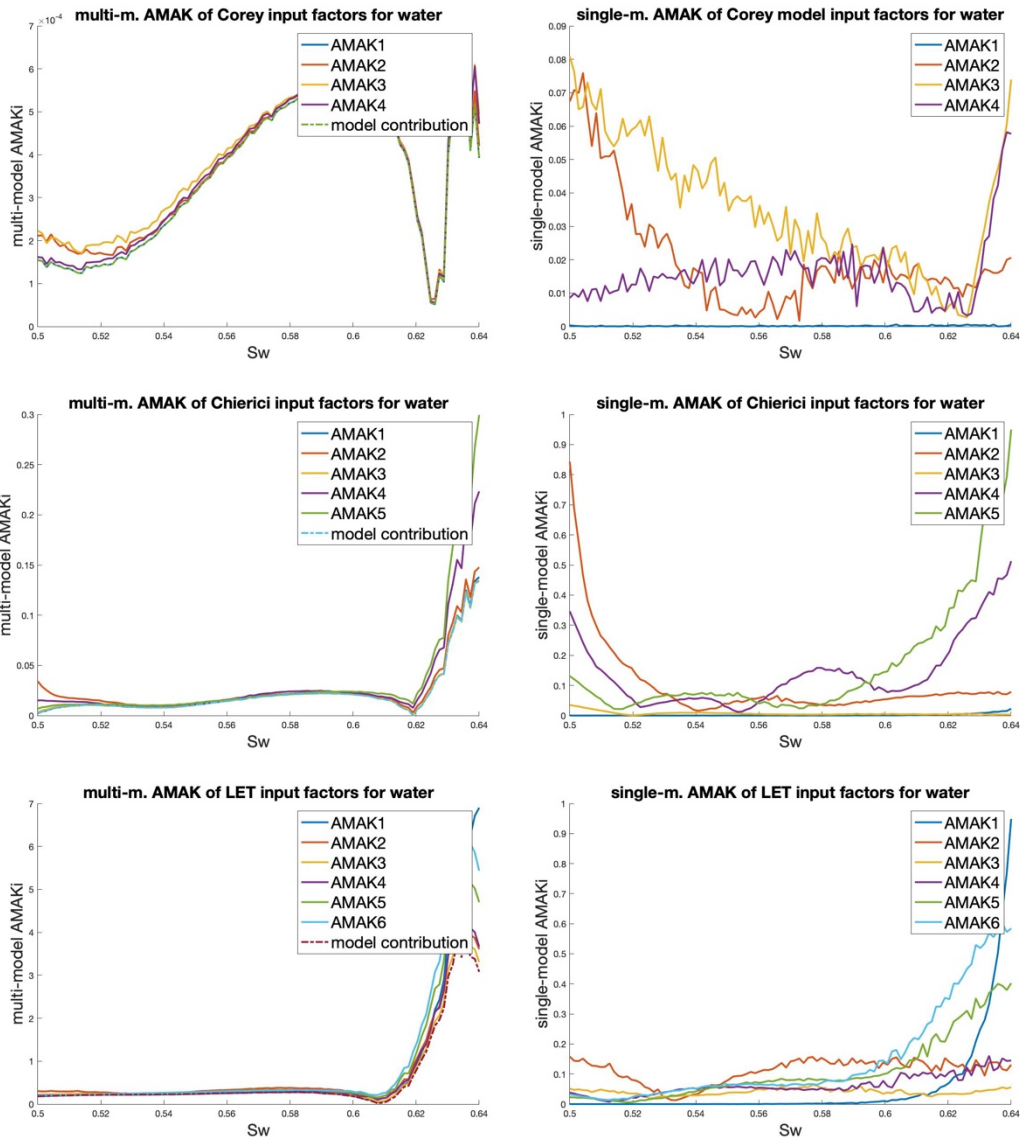 multi-m. AMAK of Corey input factors for water
×10-4
7
6
5
4
3
2
1
0
multi-model AMAKi
0.5 0.52 0.54 0.56 0.58 0.6 0.62 0.64
Sw
AMAK1
AMAK2
AMAK3
AMAK4
model contribution
single-m. AMAK of Corey model input factors for water
0.09
0.08
0.07
0.06
0.05
0.04
0.03
0.02
0.01
0
single-model AMAKi
0.5 0.52 0.54 0.56 0.58 0.6 0.62 0.64
Sw
AMAK1
AMAK2
AMAK3
AMAK4
multi-m. AMAK of Chierici input factors for water
0.3
0.25
0.2
0.15
0.1
0.05
0
multi-model AMAKi
0.5 0.52 0.54 0.56 0.58 0.6 0.62 0.64
Sw
AMAK1
AMAK2
AMAK3
AMAK4
AMAK5
model contribution
single-m. AMAK of Chierici input factors for water
1
0.9
0.8
0.7
0.6
0.5
0.4
0.3
0.2
0.1
0
single-model AMAKi
0.5 0.52 0.54 0.56 0.58 0.6 0.62 0.64
Sw
AMAK1
AMAK2
AMAK3
AMAK4
AMAK5
multi-m. AMAK of LET input factors for water
7
6
5
4
3
2
1
0
multi-model AMAKi
0.5 0.52 0.54 0.56 0.58 0.6 0.62 0.64
Sw
AMAK1
AMAK2
AMAK3
AMAK4
AMAK5
AMAK6
model contribution
single-m. AMAK of LET input factors for water
1
0.9
0.8
0.7
0.6
0.5
0.4
0.3
0.2
0.1
0
single-model AMAKi
0.5 0.52 0.54 0.56 0.58 0.6 0.62 0.64
Sw
AMAK1
AMAK2
AMAK3
AMAK4
AMAK5
AMAK6